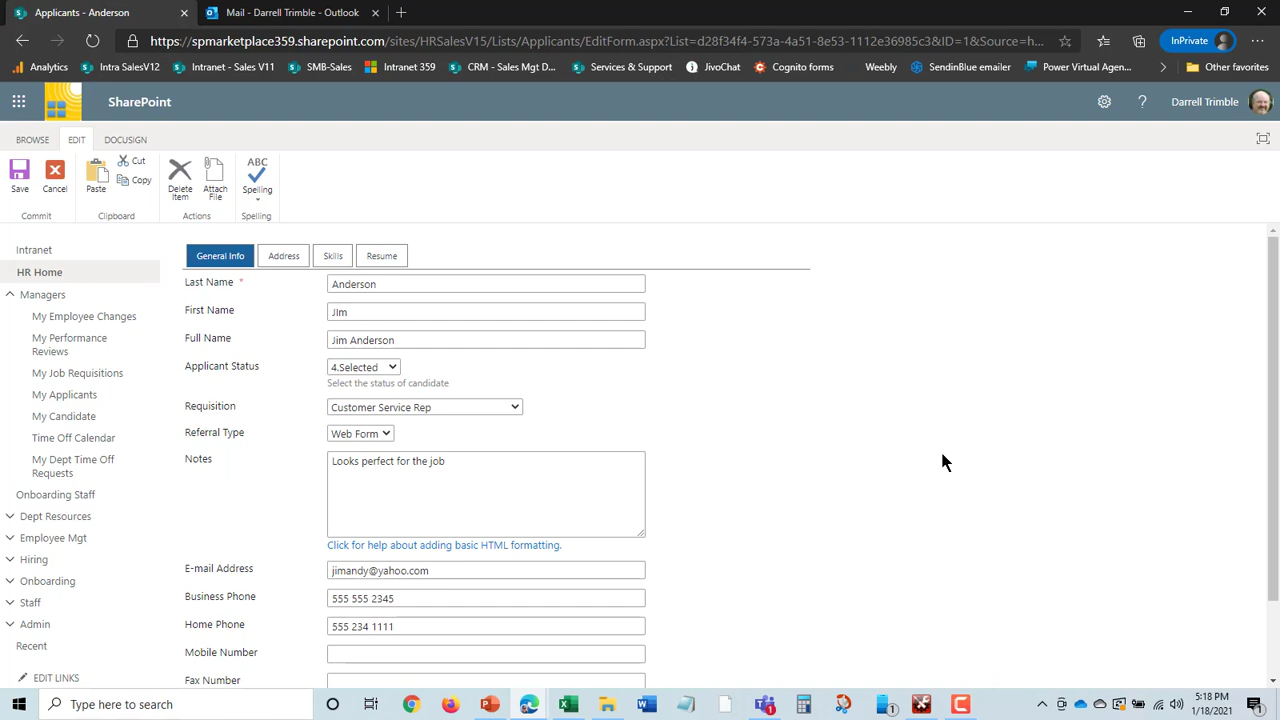 Applicants - Anderson
Mail - Darrell Trimble - Outlook
https://spmarketplace359.sharepoint.com/sites/HRSalesV15/Lists/Applicants/EditForm.aspx?List=d28f34f4-573a-4a51-8e53-1112e36985c3&ID=1&Source=h...
InPrivate
Analytics
Intra SalesV12
Intranet - Sales V11
SMB-Sales
Intranet 359
CRM - Sales Mgt D...
Services & Support
JivoChat
Cognito forms
Weebly
SendinBlue emailer
Power Virtual Agen...
Other favorites
SharePoint
Darrell Trimble
BROWSE
EDIT
DOCUSIGN
Save
Cancel
Paste
Cut
Copy
Delete Item
Attach File
ABC
Spelling
Commit
Clipboard
Actions
Spelling
Intranet
HR Home
Managers
My Employee Changes
My Performance
Reviews
My Job Requisitions
My Applicants
My Candidate
Time Off Calendar
My Dept Time Off
Requests
Onboarding Staff
Dept Resources
Employee Mgt
Hiring
Onboarding
Staff
Admin
Recent
EDIT LINKS
General Info
Address
Skills
Resume
Last Name *
Anderson
First Name
JIm
Full Name
Jim Anderson
Applicant Status
4.Selected
Select the status of candidate
Requisition
Customer Service Rep
Referral Type
Web Form
Notes
Looks perfect for the job
Click for help about adding basic HTML formatting.
E-mail Address
jimandy@yahoo.com
Business Phone
555 555 2345
Home Phone
555 234 1111
Mobile Number
Fax Number
Type here to search
5:18 PM
1/18/2021